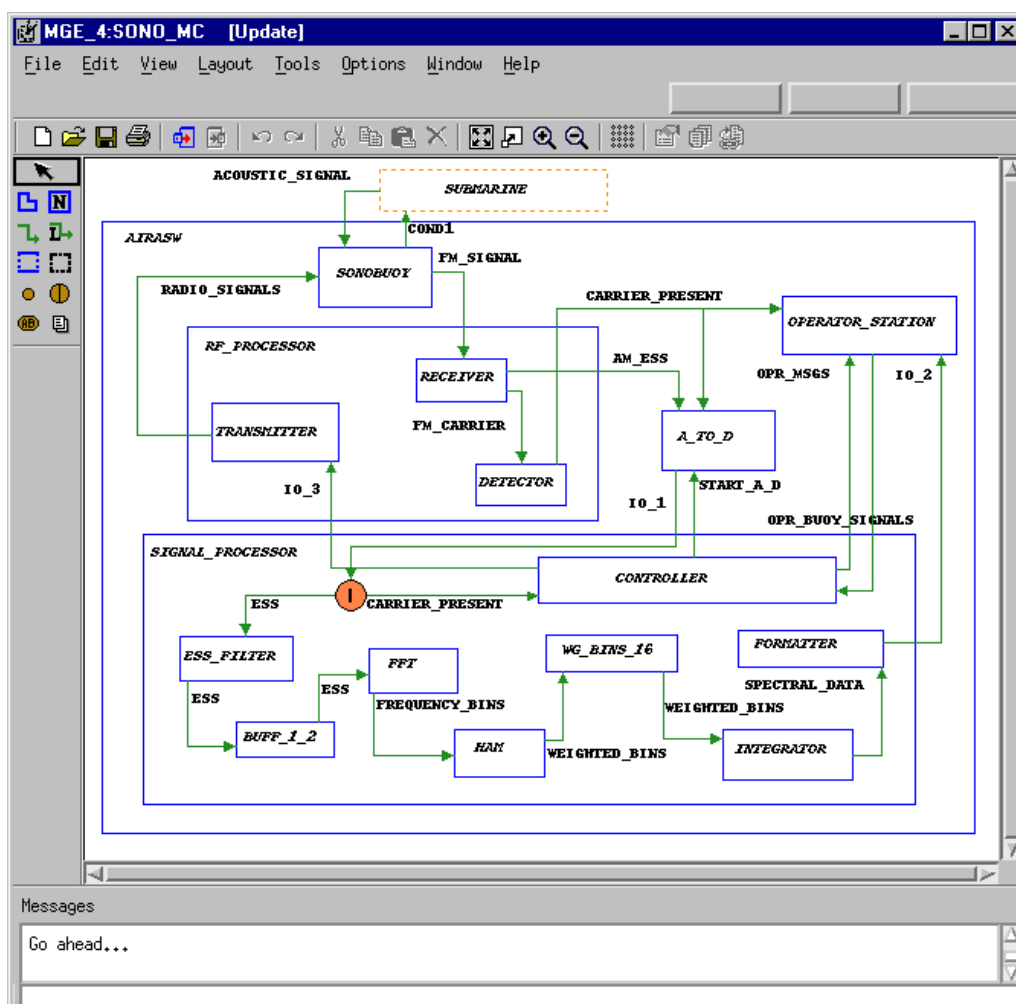 MGE_4:SONO_MC [Update]
File Edit View Layout Tools Options Window Help
N
AB
ACOUSTIC_SIGNAL
SUBMARINE
COND1
AIRASW
FM_SIGNAL
SONOBUOY
RADIO_SIGNALS
CARRIER_PRESENT
OPERATOR_STATION
RF_PROCESSOR
AM_ESS
RECEIVER
OPR_MSGS
IO_2
FM_CARRIER
TRANSMITTER
A_TO_D
DETECTOR
START_A_D
IO_3
IO_1
OPR_BUOY_SIGNALS
SIGNAL_PROCESSOR
CONTROLLER
I
ESS
CARRIER_PRESENT
ESS_FILTER
FFT
WG_BINS_16
FORMATTER
ESS
ESS
SPECTRAL_DATA
FREQUENCY_BINS
WEIGHTED_BINS
BUFF_1_2
HAM
WEIGHTED_BINS
INTEGRATOR
Messages
Go ahead...